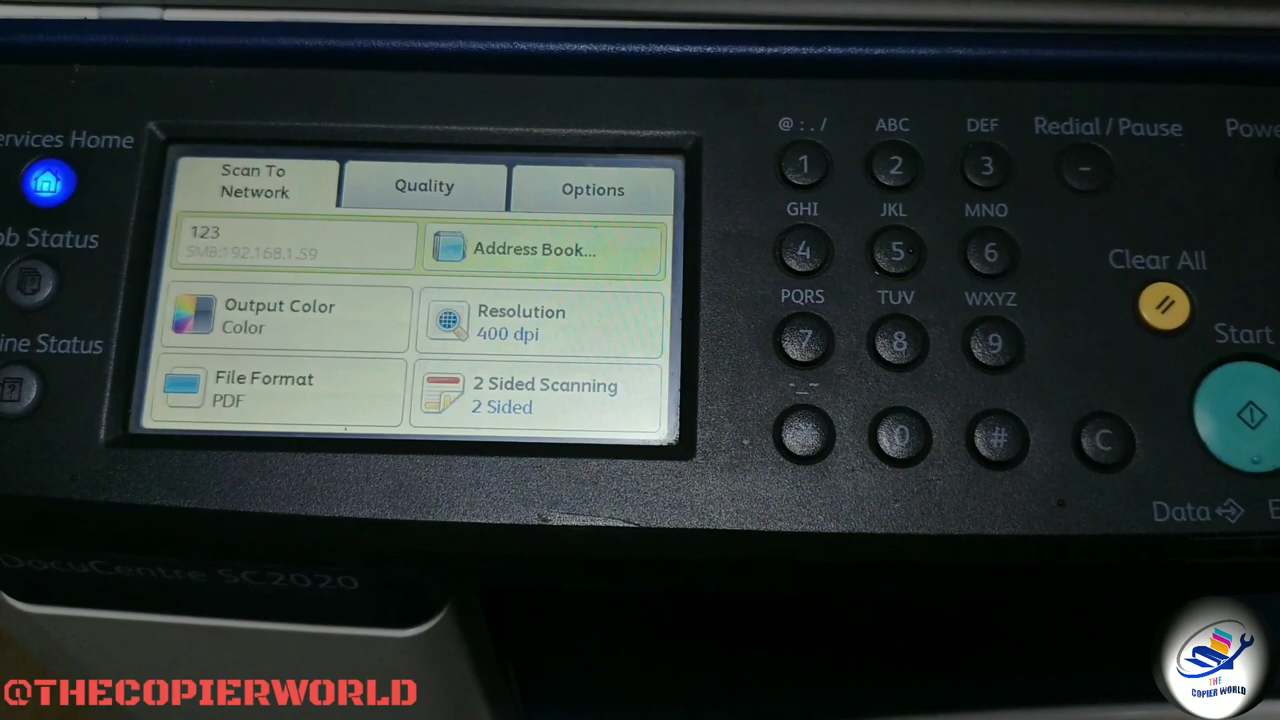 ervices Home
ob Status
ine Status
Scan To
Network
Quality
Options
123
SMB:192.168.1.59
Address Book...
Output Color
Color
Resolution
400 dpi
File Format
PDF
2 Sided Scanning
2 Sided
@ : . /
ABC
DEF
Redial / Pause
Powe
1
2
3
-
GHI
JKL
MNO
4
5
6
Clear All
PQRS
TUV
WXYZ
7
8
9
Start
-_~
0
#
C
Data
E
DocuCentre SC2020
@THECOPIERWORLD
THE
COPIER WORLD